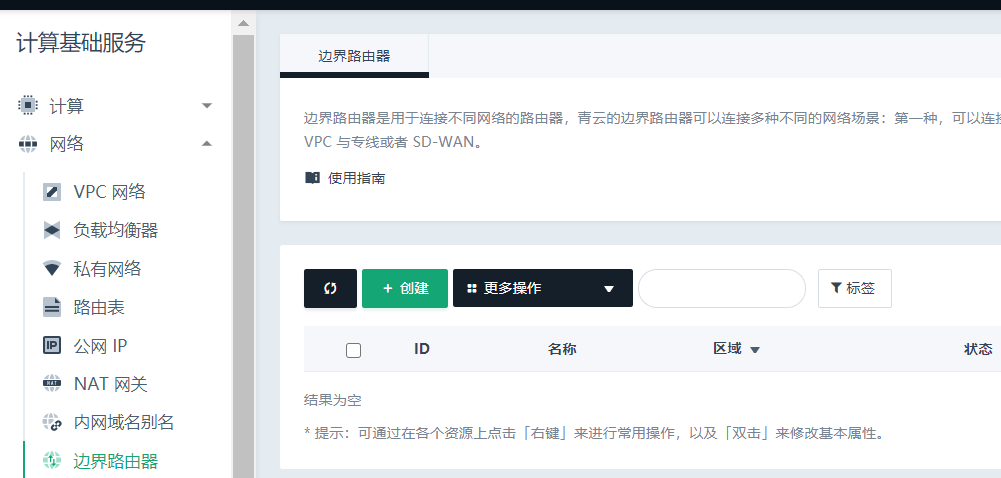 计算基础服务
计算
网络
VPC 网络
负载均衡器
私有网络
路由表
公网 IP
NAT 网关
内网域名别名
边界路由器
边界路由器
边界路由器是用于连接不同网络的路由器，青云的边界路由器可以连接多种不同的网络场景：第一种，可以连接
VPC 与专线或者 SD-WAN。
使用指南
+ 创建
更多操作
标签
ID 名称 区域 状态
结果为空
* 提示：可通过在各个资源上点击「右键」来进行常用操作，以及「双击」来修改基本属性。